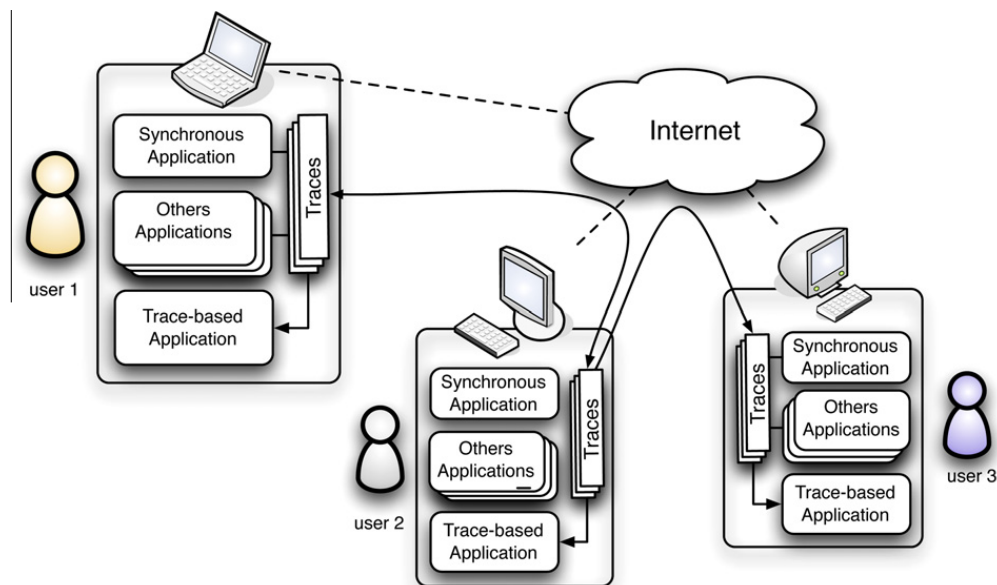 Internet
Synchronous
Application
Others
Applications
Trace-based
Application
Traces
user 1
Synchronous
Application
Others
Applications
Trace-based
Application
Traces
user 2
Traces
Synchronous
Application
Others
Applications
Trace-based
Application
user 3